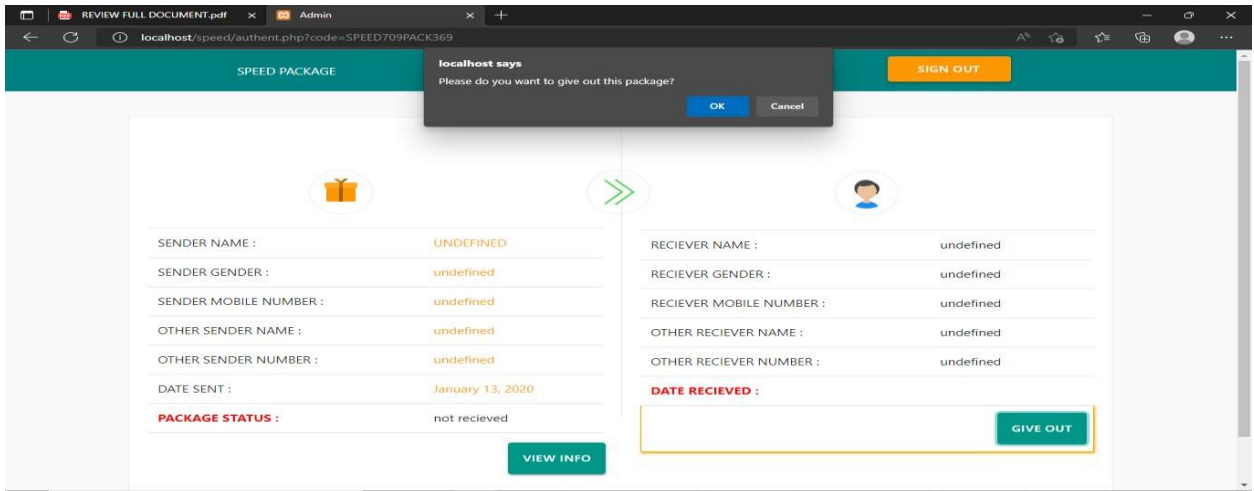 REVIEW FULL DOCUMENT.pdf
Admin
localhost/speed/authent.php?code=SPEED709PACK369
SPEED PACKAGE
localhost says
Please do you want to give out this package?
OK Cancel
SIGN OUT
SENDER NAME : UNDEFINED
SENDER GENDER : undefined
SENDER MOBILE NUMBER : undefined
OTHER SENDER NAME : undefined
OTHER SENDER NUMBER : undefined
DATE SENT : January 13, 2020
PACKAGE STATUS : not recieved
VIEW INFO
RECIEVER NAME : undefined
RECIEVER GENDER : undefined
RECIEVER MOBILE NUMBER : undefined
OTHER RECIEVER NAME : undefined
OTHER RECIEVER NUMBER : undefined
DATE RECIEVED :
GIVE OUT